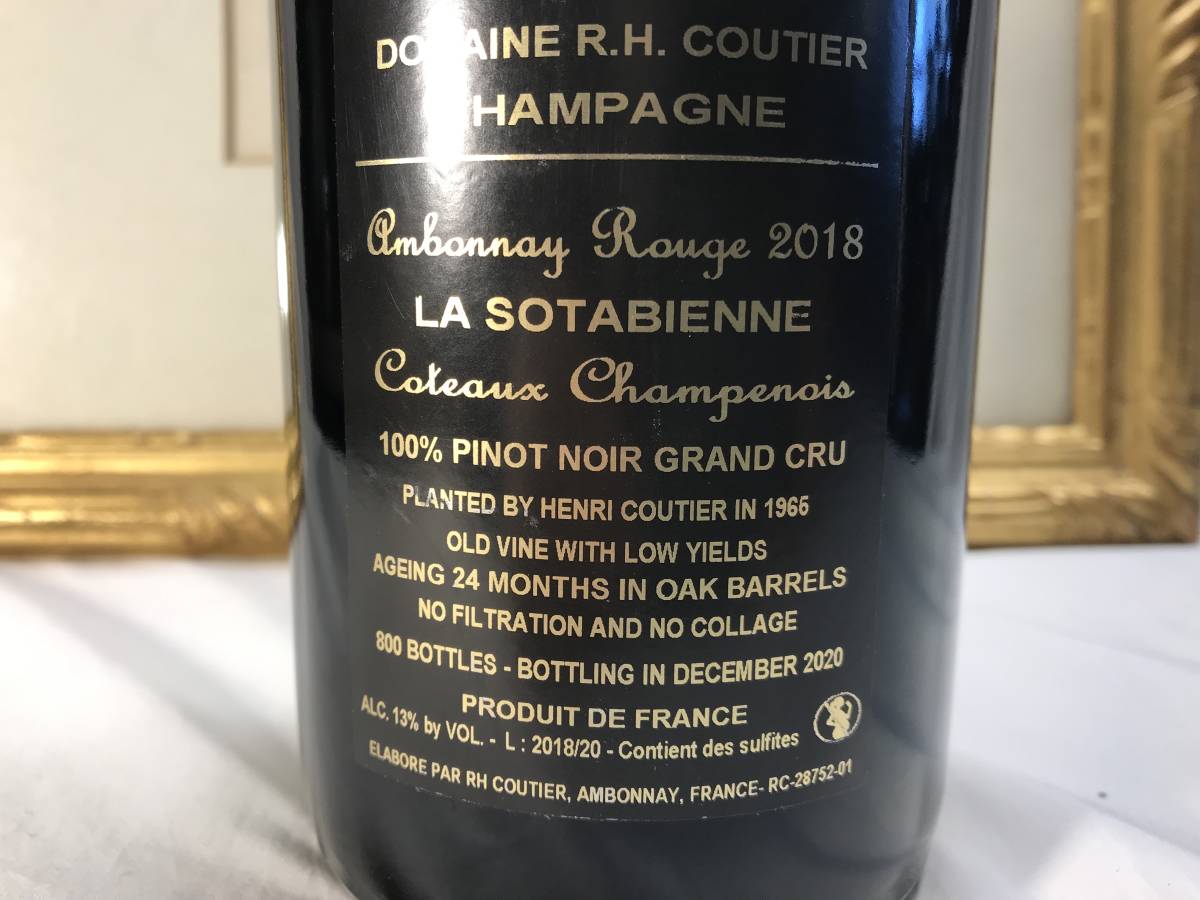 DOMAINE R.H. COUTIER
CHAMPAGNE
Ambonnay Rouge 2018
LA SOTABIENNE
Coteaux Champenois
100% PINOT NOIR GRAND CRU
PLANTED BY HENRI COUTIER IN 1965
OLD VINE WITH LOW YIELDS
AGEING 24 MONTHS IN OAK BARRELS
NO FILTRATION AND NO COLLAGE
800 BOTTLES - BOTTLING IN DECEMBER 2020
PRODUIT DE FRANCE
ALC. 13% by VOL. - L : 2018/20 - Contient des sulfites
ELABORE PAR RH COUTIER, AMBONNAY, FRANCE- RC-28752-01